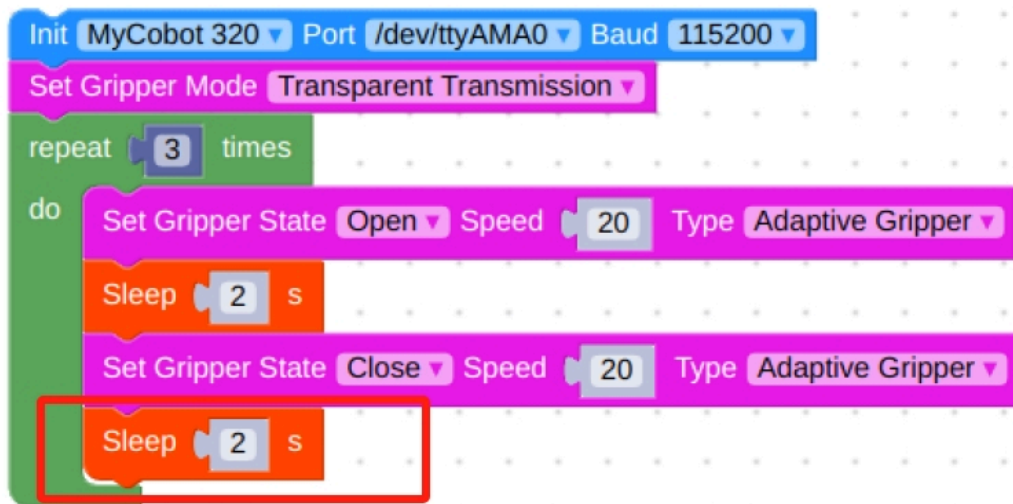 Init MyCobot 320 Port /dev/ttyAMA0 Baud 115200
Set Gripper Mode Transparent Transmission
repeat 3 times
do
Set Gripper State Open Speed 20 Type Adaptive Gripper
Sleep 2 s
Set Gripper State Close Speed 20 Type Adaptive Gripper
Sleep 2 s